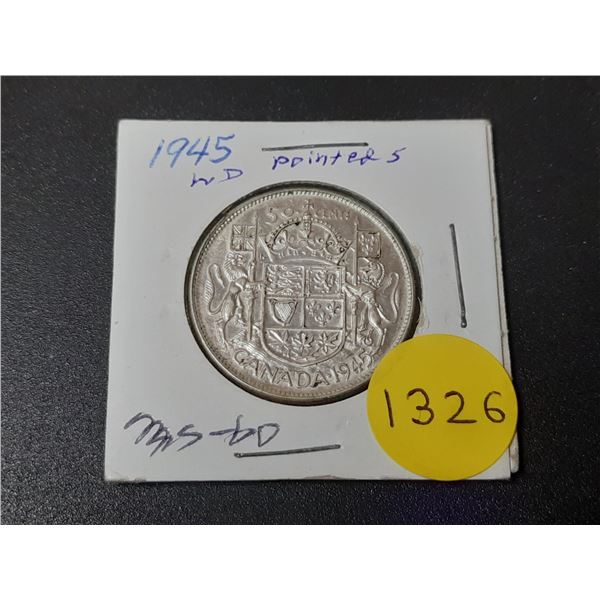 1945 pointed 5
WD
50 CENTS
CANADA 1945
MS-60
1326